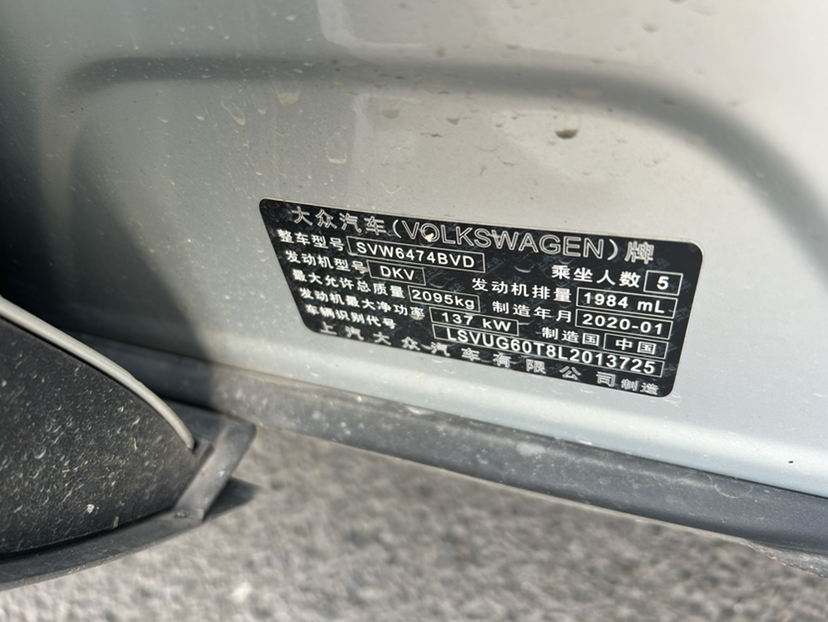 大众汽车(VOLKSWAGEN)牌
整车型号 SVW6474BVD 乘坐人数 5
发动机型号 DKV 发动机排量 1984 mL
最大允许总质量 2095kg 制造年月 2020-01
发动机最大净功率 137 kW 制造国 中国
车辆识别代号 LSVUG60T8L2013725
上汽大众汽车有限公司制造